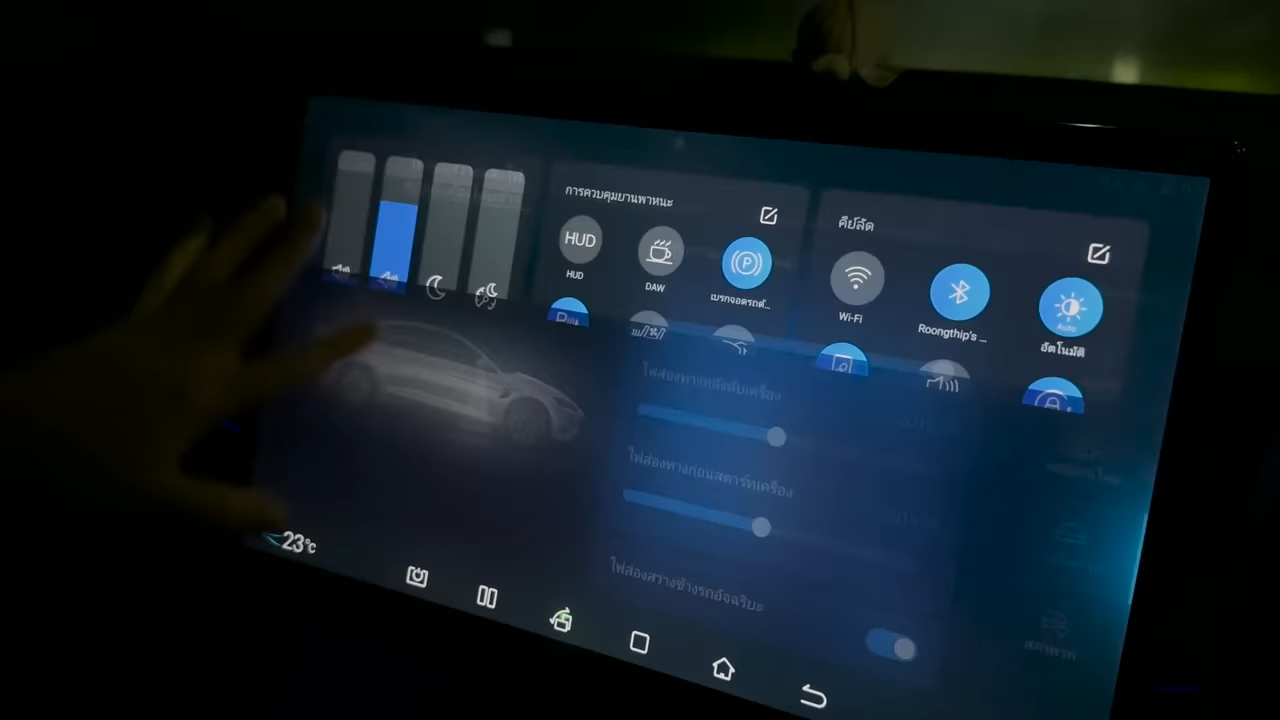 การควบคุมยานพาหนะ
HUD
HUD
DAW
เบรกจอดรถด้...
คีย์ลัด
Wi-Fi
Roongthip's ...
Auto
อัตโนมัติ
ไฟส่องทางหลังดับเครื่อง
ไฟส่องทางก่อนสตาร์ทเครื่อง
ไฟส่องสว่างข้างรถอัจฉริยะ
23°C